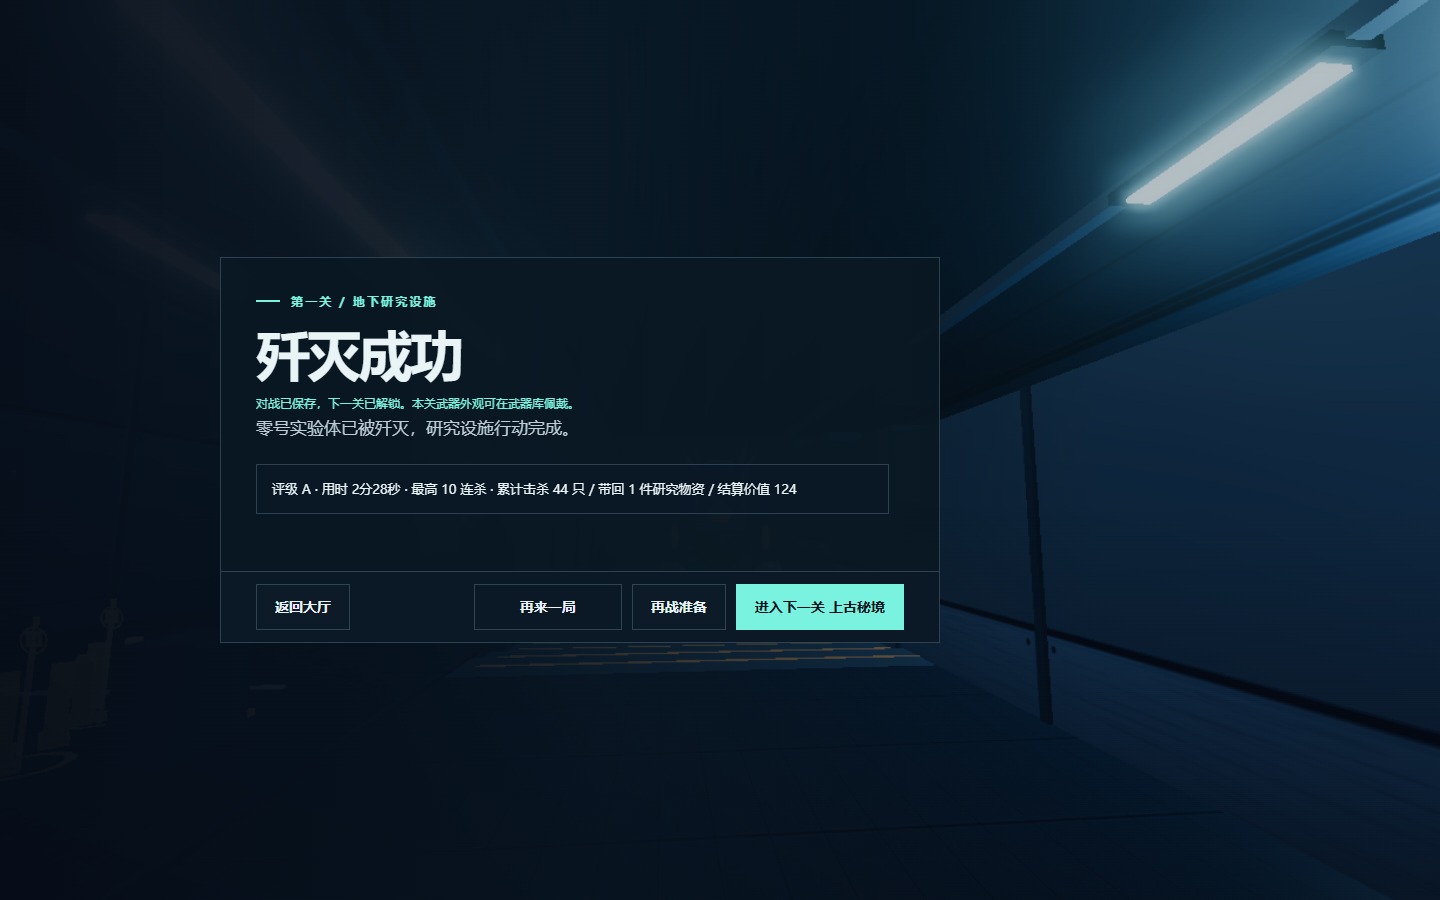 第一关 / 地下研究设施
歼灭成功
对战已保存，下一关已解锁。本关武器外观可在武器库佩戴。
零号实验体已被歼灭，研究设施行动完成。
评级 A · 用时 2分28秒 · 最高 10 连杀 · 累计击杀 44 只 / 带回 1 件研究物资 / 结算价值 124
返回大厅
再来一局
再战准备
进入下一关 上古秘境